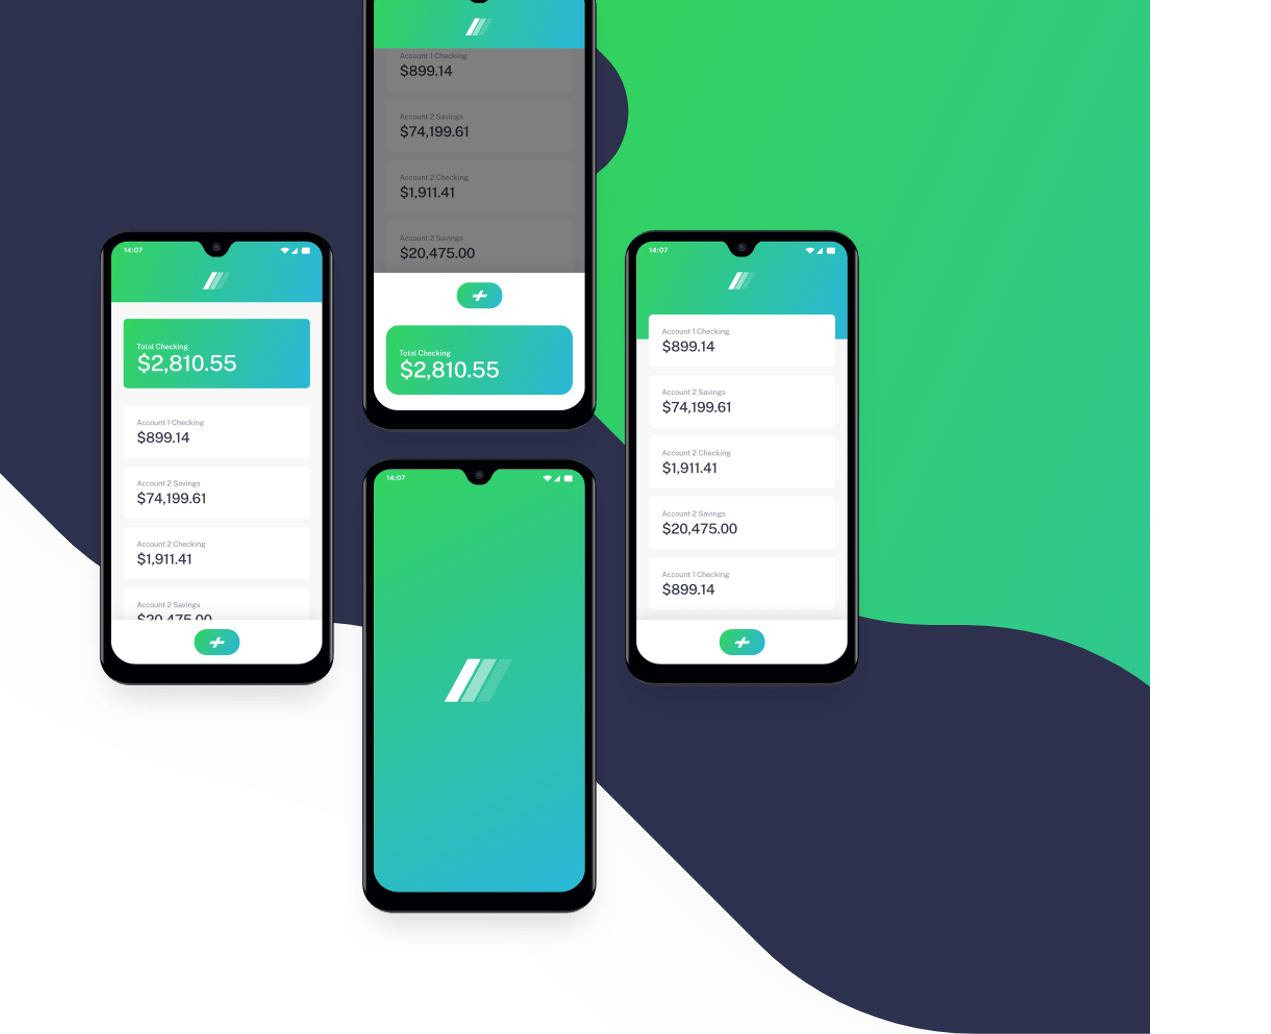 Account 1 Checking
$899.14
Account 2 Savings
$74,199.61
Account 2 Checking
$1,911.41
Account 2 Savings
$20,475.00
Total Checking
$2,810.55
14:07
Total Checking
$2,810.55
Account 1 Checking
$899.14
Account 2 Savings
$74,199.61
Account 2 Checking
$1,911.41
Account 2 Savings
$20,475.00
14:07
Account 1 Checking
$899.14
Account 2 Savings
$74,199.61
Account 2 Checking
$1,911.41
Account 2 Savings
$20,475.00
Account 1 Checking
$899.14
14:07